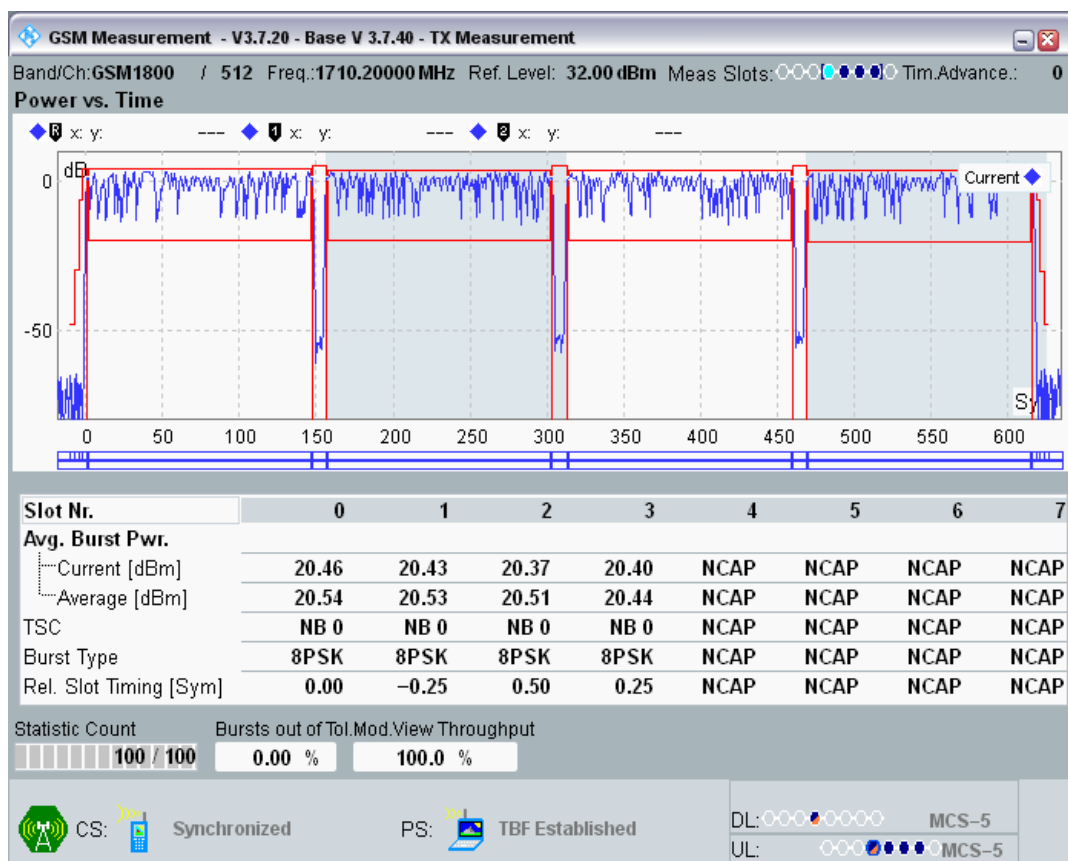 GSM Measurement - V3.7.20 - Base V 3.7.40 - TX Measurement
Band/Ch:GSM1800 / 512 Freq.:1710.20000 MHz Ref. Level: 32.00 dBm Meas Slots: Tim.Advance.: 0
Power vs. Time
R x: y: --- 1 x: y: --- 2 x: y: ---
dB
Current
0
-50
Sy
0 50 100 150 200 250 300 350 400 450 500 550 600
Slot Nr. 0 1 2 3 4 5 6 7
Avg. Burst Pwr.
Current [dBm] 20.46 20.43 20.37 20.40 NCAP NCAP NCAP NCAP
Average [dBm] 20.54 20.53 20.51 20.44 NCAP NCAP NCAP NCAP
TSC NB 0 NB 0 NB 0 NB 0 NCAP NCAP NCAP NCAP
Burst Type 8PSK 8PSK 8PSK 8PSK NCAP NCAP NCAP NCAP
Rel. Slot Timing [Sym] 0.00 −0.25 0.50 0.25 NCAP NCAP NCAP NCAP
Statistic Count Bursts out of Tol.Mod.View Throughput
100 / 100 0.00 % 100.0 %
CS: Synchronized PS: TBF Established
DL: MCS−5
UL: MCS−5